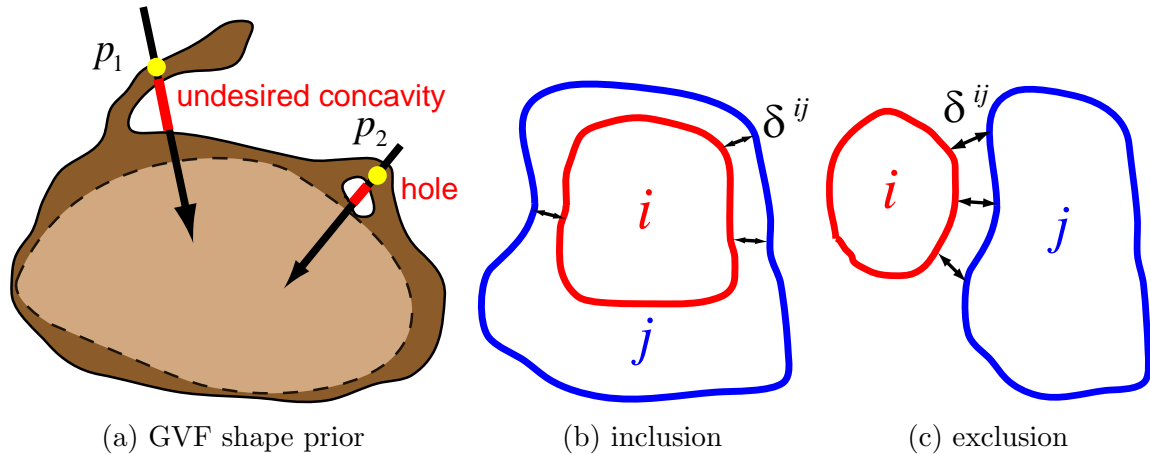 p₁
undesired concavity
p₂
hole
δ^{ij}
i
j
δ^{ij}
i
j
(a) GVF shape prior
(b) inclusion
(c) exclusion